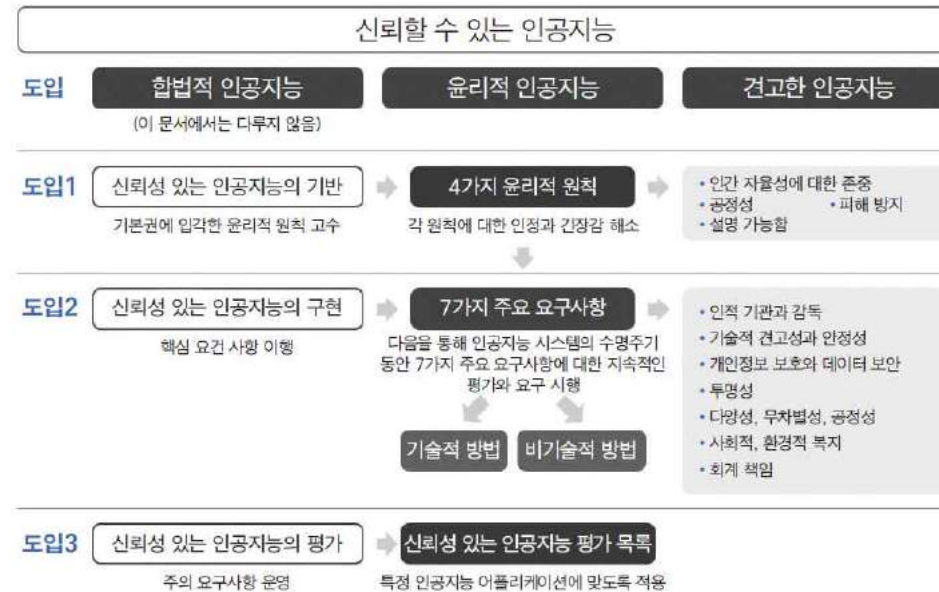 신뢰할 수 있는 인공지능
도입 합법적 인공지능 윤리적 인공지능 견고한 인공지능
(이 문서에서는 다루지 않음)
도입1 신뢰성 있는 인공지능의 기반 4가지 윤리적 원칙
기본권에 입각한 윤리적 원칙 고수 각 원칙에 대한 인정과 긴장감 해소
• 인간 자율성에 대한 존중
• 공정성 • 피해 방지
• 설명 가능함
도입2 신뢰성 있는 인공지능의 구현 7가지 주요 요구사항
핵심 요건 사항 이행
다음을 통해 인공지능 시스템의 수명주기
동안 7가지 주요 요구사항에 대한 지속적인
평가와 요구 시행
기술적 방법 비기술적 방법
• 인적 기관과 감독
• 기술적 견고성과 안정성
• 개인정보 보호와 데이터 보안
• 투명성
• 다양성, 무차별성, 공정성
• 사회적, 환경적 복지
• 회계 책임
도입3 신뢰성 있는 인공지능의 평가 신뢰성 있는 인공지능 평가 목록
주의 요구사항 운영 특정 인공지능 어플리케이션에 맞도록 적용